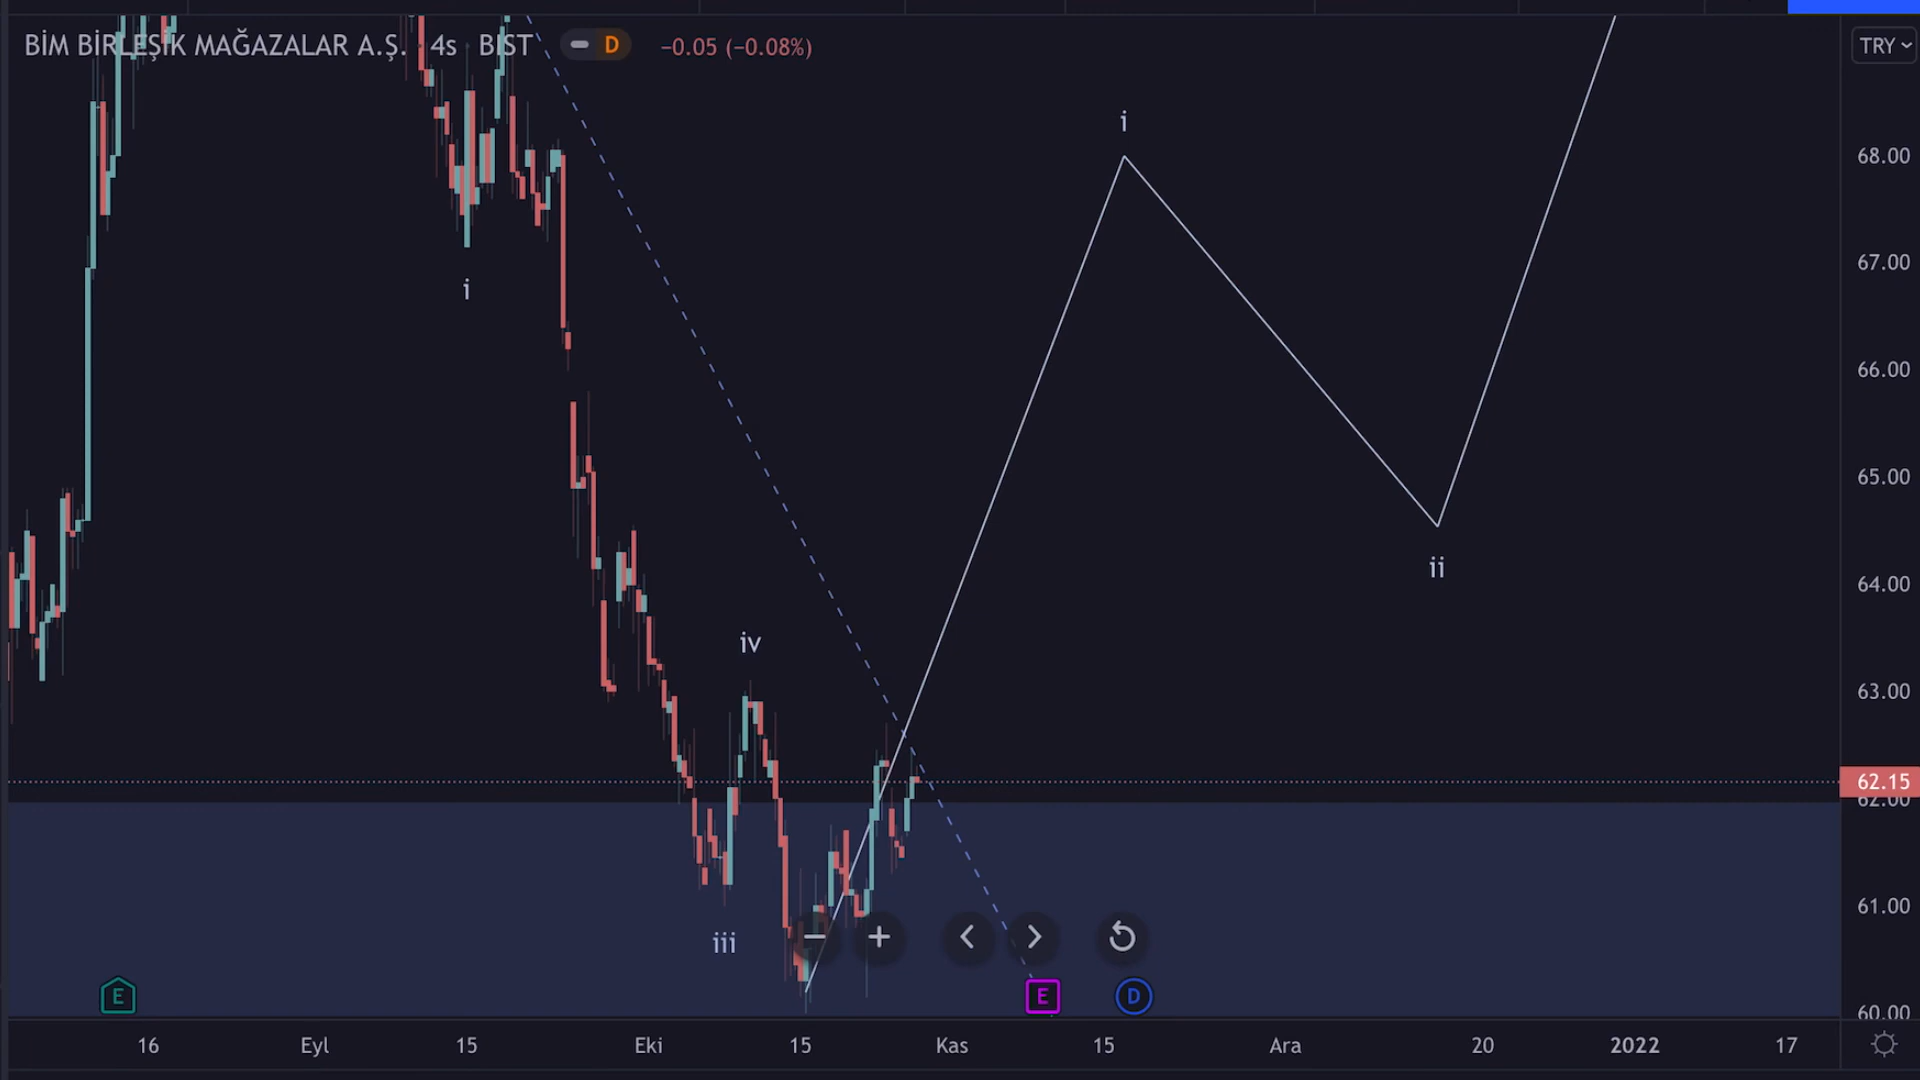 BİM BİRLEŞİK MAĞAZALAR A.Ş. · 4s · BIST D −0.05 (−0.08%)
TRY
i
68.00
67.00
i
66.00
65.00
ii
64.00
iv
63.00
62.15
62.00
61.00
iii
E E D
60.00
16 Eyl 15 Eki 15 Kas 15 Ara 20 2022 17